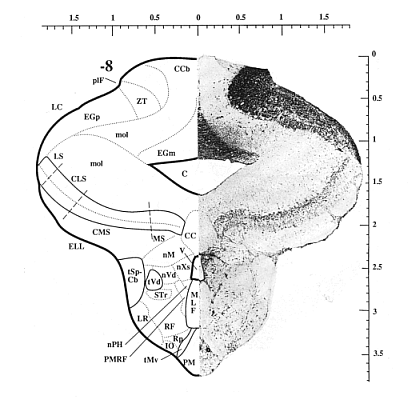 1.5 1 0.5 0 0.5 1 1.5
-8
0
plF
CCb
ZT
LC
0.5
EGp
mol
1
EGm
LS
mol
C
CLS
1.5
CMS
MS
CC
2
ELL
V
nM
nXs
tSp-
Cb
tVd
nVd
2.5
STr
M
L
F
LR
RF
3
nPH
Rp
IO
PMRF
tMv
PM
3.5